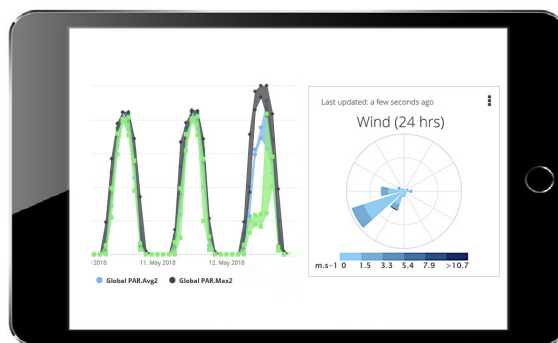 Last updated: a few seconds ago
Wind (24 hrs)
2018
11. May 2018
12. May 2018
Global PAR.Avg2
Global PAR.Max2
m.s-1 0 1.5 3.3 5.4 7.9 >10.7